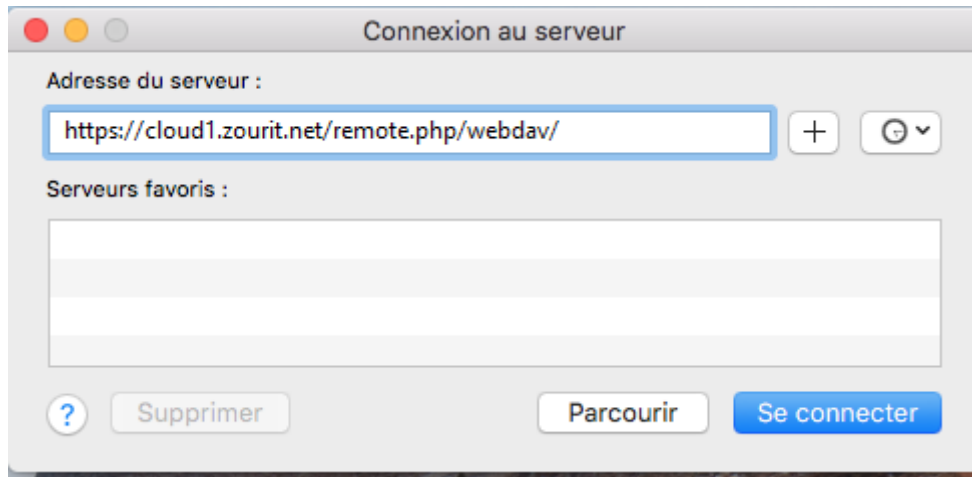 Connexion au serveur
Adresse du serveur :
https://cloud1.zourit.net/remote.php/webdav/
+
Serveurs favoris :
? Supprimer Parcourir Se connecter